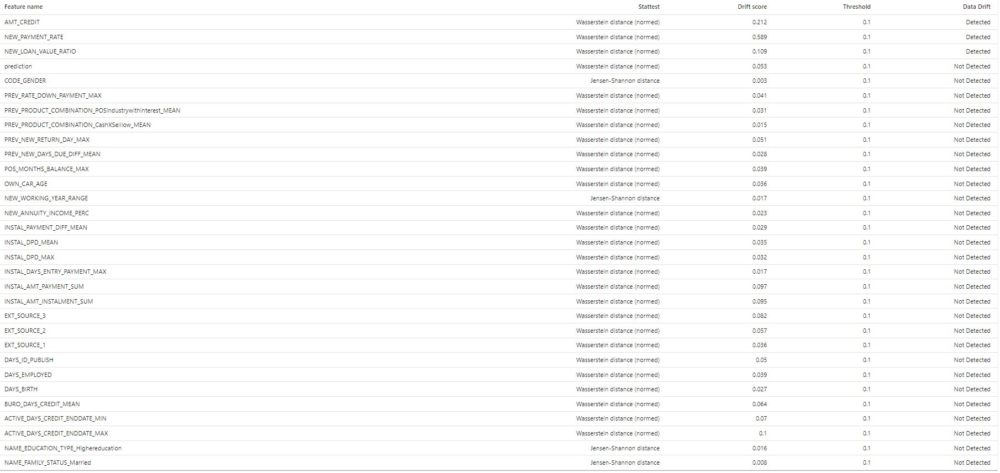 Feature name Stattest Drift score Threshold Data Drift
AMT_CREDIT Wasserstein distance (normed) 0.212 0.1 Detected
NEW_PAYMENT_RATE Wasserstein distance (normed) 0.589 0.1 Detected
NEW_LOAN_VALUE_RATIO Wasserstein distance (normed) 0.109 0.1 Detected
prediction Wasserstein distance (normed) 0.053 0.1 Not Detected
CODE_GENDER Jensen-Shannon distance 0.003 0.1 Not Detected
PREV_RATE_DOWN_PAYMENT_MAX Wasserstein distance (normed) 0.041 0.1 Not Detected
PREV_PRODUCT_COMBINATION_POSindustrywithinterest_MEAN Wasserstein distance (normed) 0.031 0.1 Not Detected
PREV_PRODUCT_COMBINATION_CashXSelllow_MEAN Wasserstein distance (normed) 0.015 0.1 Not Detected
PREV_NEW_RETURN_DAY_MAX Wasserstein distance (normed) 0.051 0.1 Not Detected
PREV_NEW_DAYS_DUE_DIFF_MEAN Wasserstein distance (normed) 0.028 0.1 Not Detected
POS_MONTHS_BALANCE_MAX Wasserstein distance (normed) 0.039 0.1 Not Detected
OWN_CAR_AGE Wasserstein distance (normed) 0.036 0.1 Not Detected
NEW_WORKING_YEAR_RANGE Jensen-Shannon distance 0.017 0.1 Not Detected
NEW_ANNUITY_INCOME_PERC Wasserstein distance (normed) 0.023 0.1 Not Detected
INSTAL_PAYMENT_DIFF_MEAN Wasserstein distance (normed) 0.029 0.1 Not Detected
INSTAL_DPD_MEAN Wasserstein distance (normed) 0.035 0.1 Not Detected
INSTAL_DPD_MAX Wasserstein distance (normed) 0.032 0.1 Not Detected
INSTAL_DAYS_ENTRY_PAYMENT_MAX Wasserstein distance (normed) 0.017 0.1 Not Detected
INSTAL_AMT_PAYMENT_SUM Wasserstein distance (normed) 0.097 0.1 Not Detected
INSTAL_AMT_INSTALMENT_SUM Wasserstein distance (normed) 0.095 0.1 Not Detected
EXT_SOURCE_3 Wasserstein distance (normed) 0.082 0.1 Not Detected
EXT_SOURCE_2 Wasserstein distance (normed) 0.057 0.1 Not Detected
EXT_SOURCE_1 Wasserstein distance (normed) 0.036 0.1 Not Detected
DAYS_ID_PUBLISH Wasserstein distance (normed) 0.05 0.1 Not Detected
DAYS_EMPLOYED Wasserstein distance (normed) 0.039 0.1 Not Detected
DAYS_BIRTH Wasserstein distance (normed) 0.027 0.1 Not Detected
BURO_DAYS_CREDIT_MEAN Wasserstein distance (normed) 0.064 0.1 Not Detected
ACTIVE_DAYS_CREDIT_ENDDATE_MIN Wasserstein distance (normed) 0.07 0.1 Not Detected
ACTIVE_DAYS_CREDIT_ENDDATE_MAX Wasserstein distance (normed) 0.1 0.1 Not Detected
NAME_EDUCATION_TYPE_Highereducation Jensen-Shannon distance 0.016 0.1 Not Detected
NAME_FAMILY_STATUS_Married Jensen-Shannon distance 0.008 0.1 Not Detected